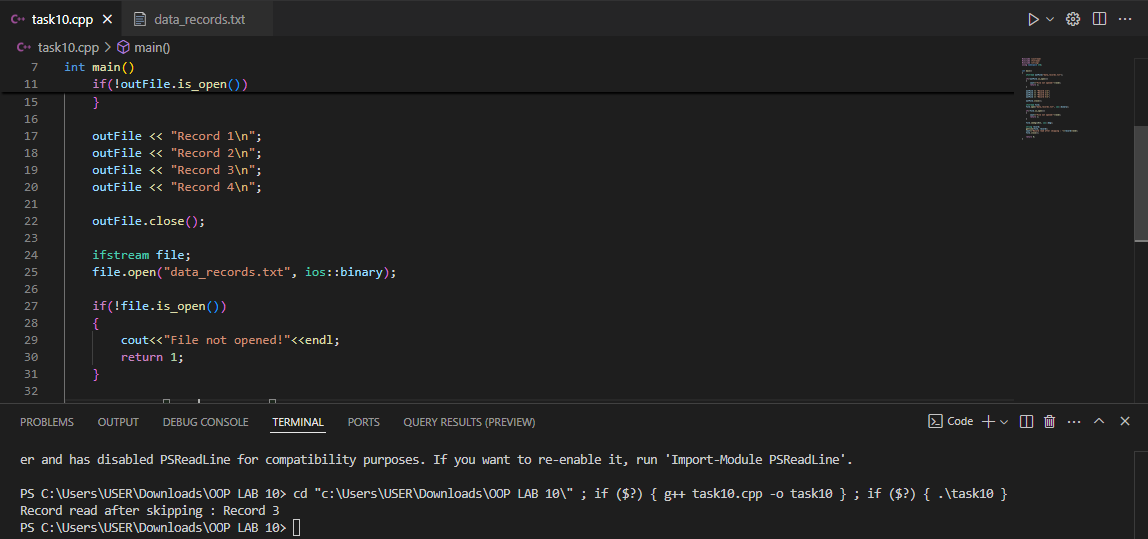 C++ task10.cpp × data_records.txt
C++ task10.cpp > main()
7 int main()
11 if(!outFile.is_open())
15 }
16
17 outFile << "Record 1\n";
18 outFile << "Record 2\n";
19 outFile << "Record 3\n";
20 outFile << "Record 4\n";
21
22 outFile.close();
23
24 ifstream file;
25 file.open("data_records.txt", ios::binary);
26
27 if(!file.is_open())
28 {
29 cout<<"File not opened!"<<endl;
30 return 1;
31 }
32
PROBLEMS OUTPUT DEBUG CONSOLE TERMINAL PORTS QUERY RESULTS (PREVIEW) Code
er and has disabled PSReadLine for compatibility purposes. If you want to re-enable it, run 'Import-Module PSReadLine'.
PS C:\Users\USER\Downloads\OOP LAB 10> cd "c:\Users\USER\Downloads\OOP LAB 10\" ; if ($?) { g++ task10.cpp -o task10 } ; if ($?) { .\task10 }
Record read after skipping : Record 3
PS C:\Users\USER\Downloads\OOP LAB 10>